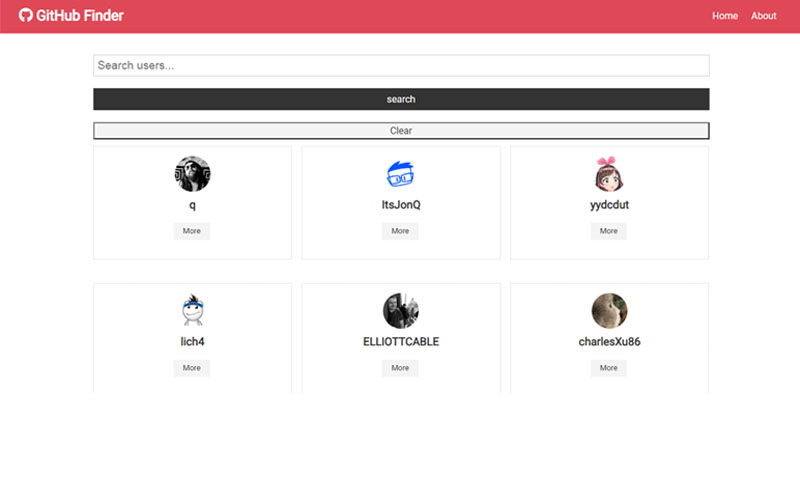 GitHub Finder
Home About
Search users...
search
Clear
q
ItsJonQ
yydcdut
More
More
More
lich4
ELLIOTTCABLE
charlesXu86
More
More
More